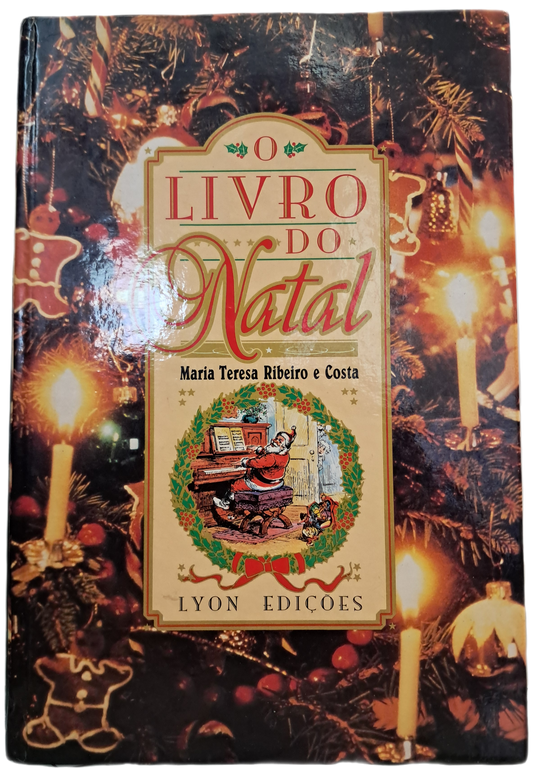 O
LIVRO
DO
Natal
Maria Teresa Ribeiro e Costa
LYON EDIÇÕES